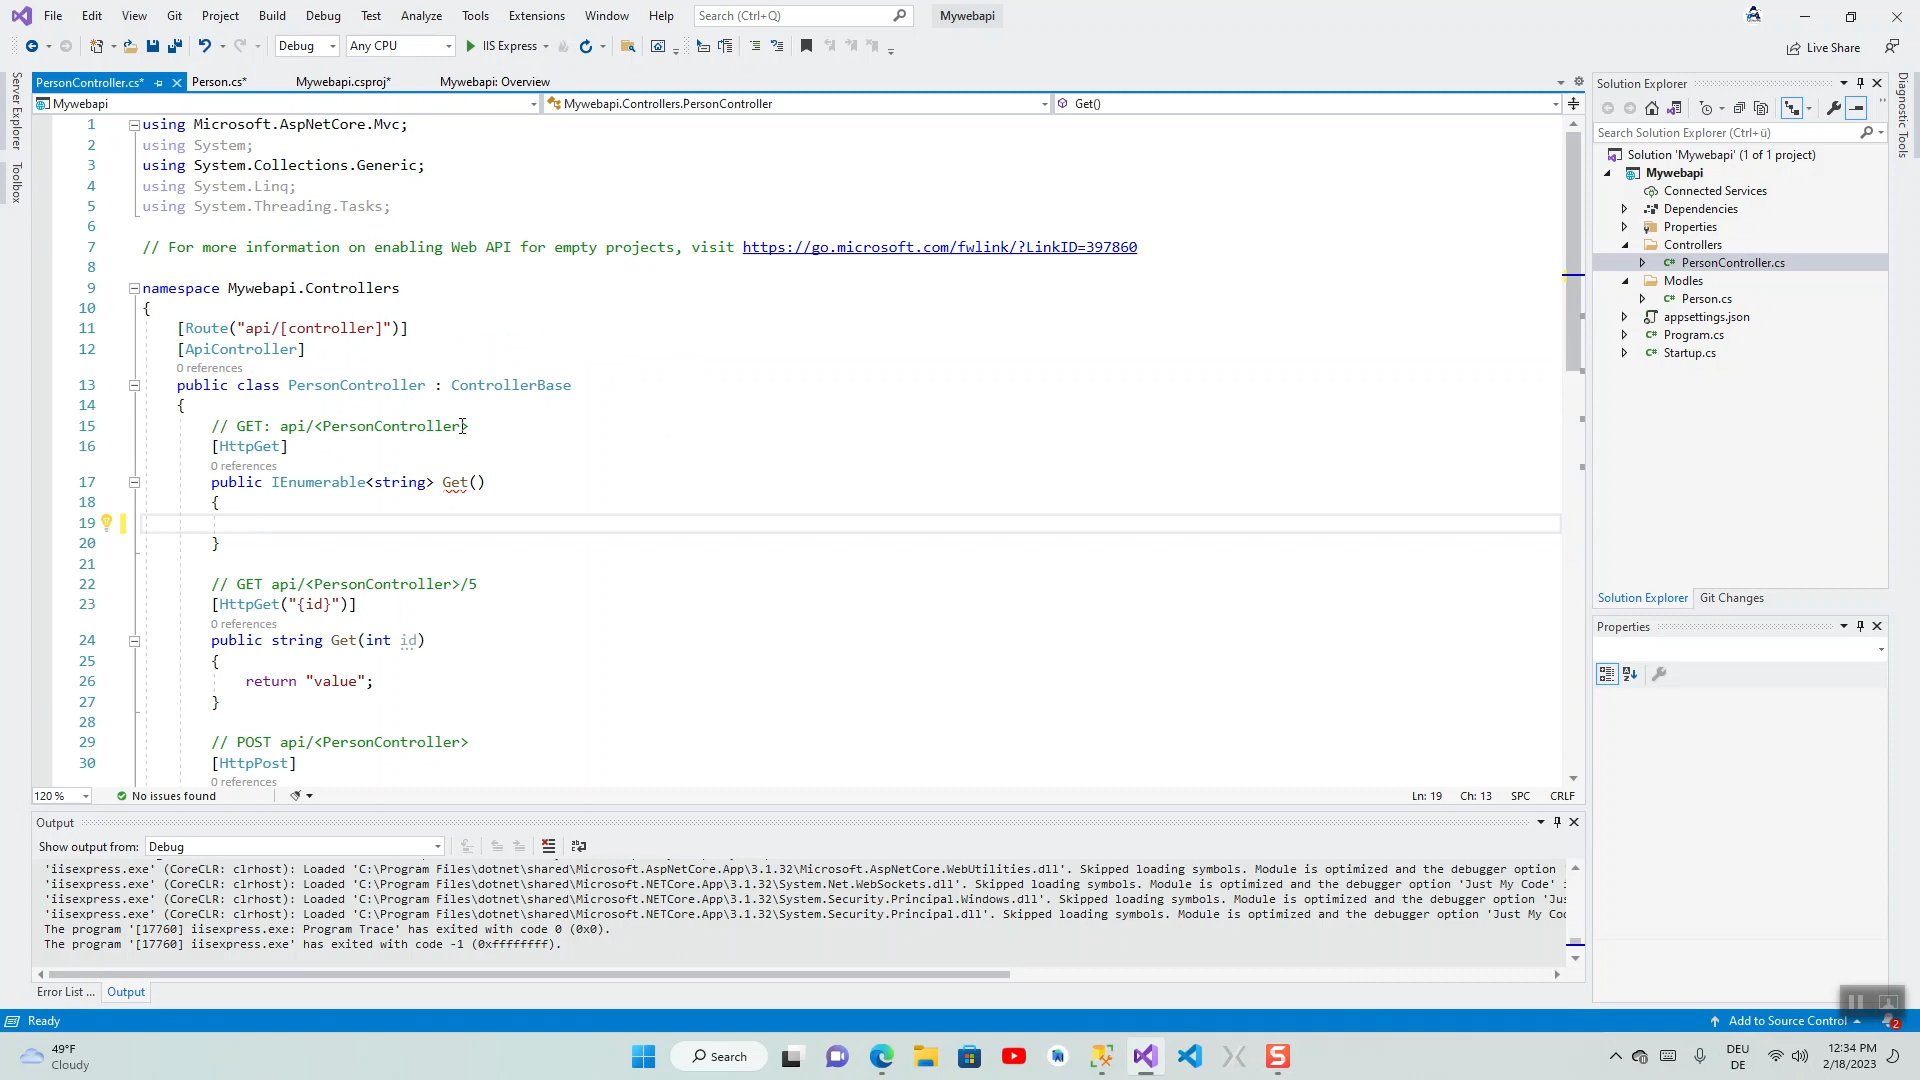 File Edit View Git Project Build Debug Test Analyze Tools Extensions Window Help Search (Ctrl+Q) Mywebapi
Debug Any CPU IIS Express Live Share
Server Explorer
Toolbox
PersonController.cs* Person.cs* Mywebapi.csproj* Mywebapi: Overview
Mywebapi Mywebapi.Controllers.PersonController Get()
1 using Microsoft.AspNetCore.Mvc;
2 using System;
3 using System.Collections.Generic;
4 using System.Linq;
5 using System.Threading.Tasks;
6
7 // For more information on enabling Web API for empty projects, visit https://go.microsoft.com/fwlink/?LinkID=397860
8
9 namespace Mywebapi.Controllers
10 {
11 [Route("api/[controller]")]
12 [ApiController]
0 references
13 public class PersonController : ControllerBase
14 {
15 // GET: api/<PersonController>
16 [HttpGet]
0 references
17 public IEnumerable<string> Get()
18 {
19
20 }
21
22 // GET api/<PersonController>/5
23 [HttpGet("{id}")]
0 references
24 public string Get(int id)
25 {
26 return "value";
27 }
28
29 // POST api/<PersonController>
30 [HttpPost]
0 references
120 % No issues found Ln: 19 Ch: 13 SPC CRLF
Output
Show output from: Debug
'iisexpress.exe' (CoreCLR: clrhost): Loaded 'C:\Program Files\dotnet\shared\Microsoft.AspNetCore.App\3.1.32\Microsoft.AspNetCore.WebUtilities.dll'. Skipped loading symbols. Module is optimized and the debugger option
'iisexpress.exe' (CoreCLR: clrhost): Loaded 'C:\Program Files\dotnet\shared\Microsoft.NETCore.App\3.1.32\System.Net.WebSockets.dll'. Skipped loading symbols. Module is optimized and the debugger option 'Just My Code' i
'iisexpress.exe' (CoreCLR: clrhost): Loaded 'C:\Program Files\dotnet\shared\Microsoft.NETCore.App\3.1.32\System.Security.Principal.Windows.dll'. Skipped loading symbols. Module is optimized and the debugger option 'Jus
'iisexpress.exe' (CoreCLR: clrhost): Loaded 'C:\Program Files\dotnet\shared\Microsoft.NETCore.App\3.1.32\System.Security.Principal.dll'. Skipped loading symbols. Module is optimized and the debugger option 'Just My Coc
The program '[17760] iisexpress.exe: Program Trace' has exited with code 0 (0x0).
The program '[17760] iisexpress.exe' has exited with code -1 (0xffffffff).
Error List ... Output
Solution Explorer
Search Solution Explorer (Ctrl+ü)
Solution 'Mywebapi' (1 of 1 project)
Mywebapi
Connected Services
Dependencies
Properties
Controllers
C# PersonController.cs
Modles
C# Person.cs
appsettings.json
C# Program.cs
C# Startup.cs
Solution Explorer Git Changes
Properties
Diagnostic Tools
Ready Add to Source Control 2
49°F
Cloudy
Search
DEU
DE
12:34 PM
2/18/2023